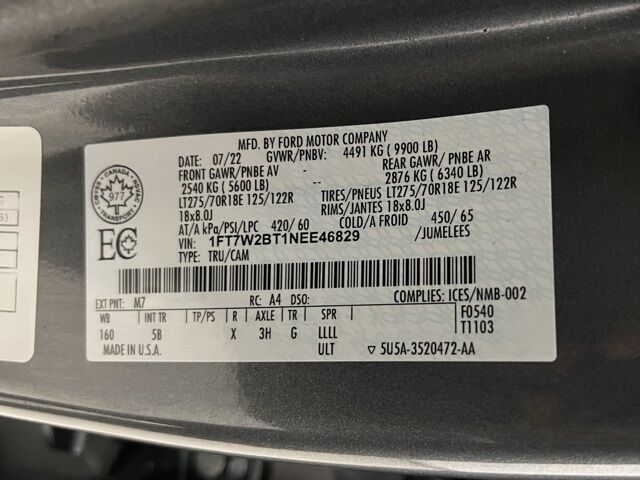 MFD. BY FORD MOTOR COMPANY
DATE: 07/22 GVWR/PNBV: 4491 KG ( 9900 LB)
FRONT GAWR/PNBE AV -- REAR GAWR/ PNBE AR
2540 KG ( 5600 LB) -- 2876 KG ( 6340 LB)
LT275/70R18E 125/122R TIRES/PNEUS LT275/70R18E 125/122R
18x8.0J RIMS/JANTES 18x8.0J
AT/A kPa/PSI/LPC 420/ 60 COLD/A FROID 450/ 65
VIN: 1FT7W2BT1NEE46829 /JUMELEES
TYPE: TRU/CAM
CANADA
977
TRANSPORT
EC
EXT PNT: M7 RC: A4 DSO: COMPLIES: ICES/NMB-002
WB INT TR TP/PS R AXLE TR SPR F0540
160 5B X 3H G LLLL T1103
MADE IN U.S.A. ULT ▽ 5U5A-3520472-AA